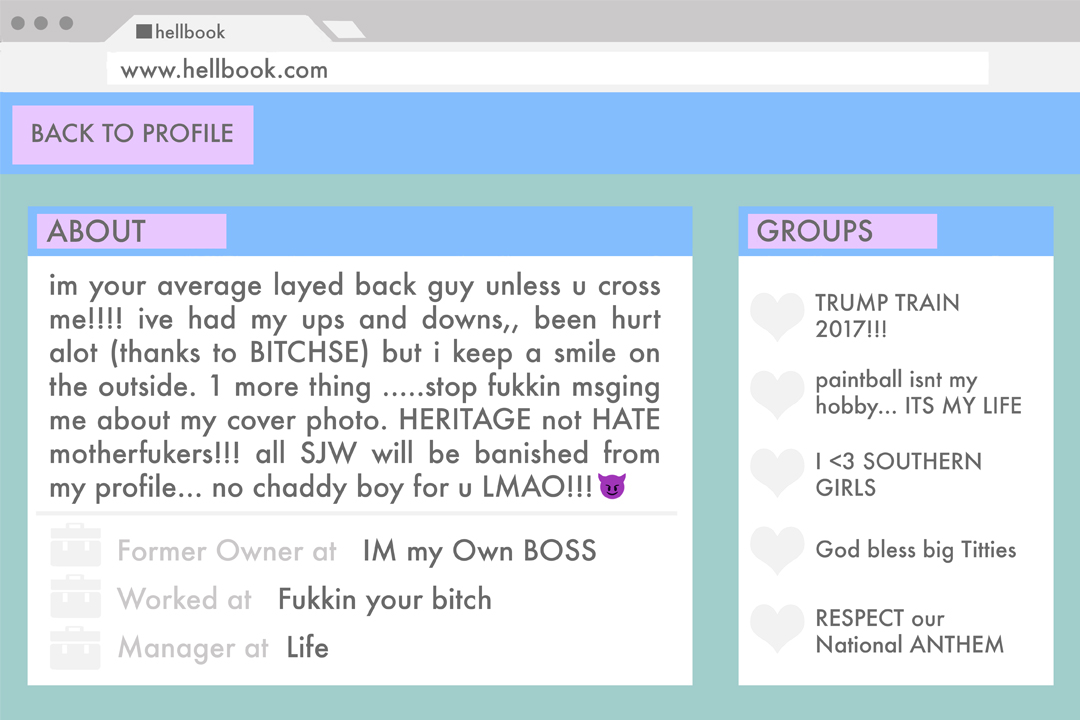 hellbook
www.hellbook.com
BACK TO PROFILE
ABOUT
im your average layed back guy unless u cross
me!!!! ive had my ups and downs,, been hurt
alot (thanks to BITCHSE) but i keep a smile on
the outside. 1 more thing .....stop fukkin msging
me about my cover photo. HERITAGE not HATE
motherfukers!!! all SJW will be banished from
my profile... no chaddy boy for u LMAO!!!😈
Former Owner at IM my Own BOSS
Worked at Fukkin your bitch
Manager at Life
GROUPS
TRUMP TRAIN
2017!!!
paintball isnt my
hobby... ITS MY LIFE
I <3 SOUTHERN
GIRLS
God bless big Titties
RESPECT our
National ANTHEM